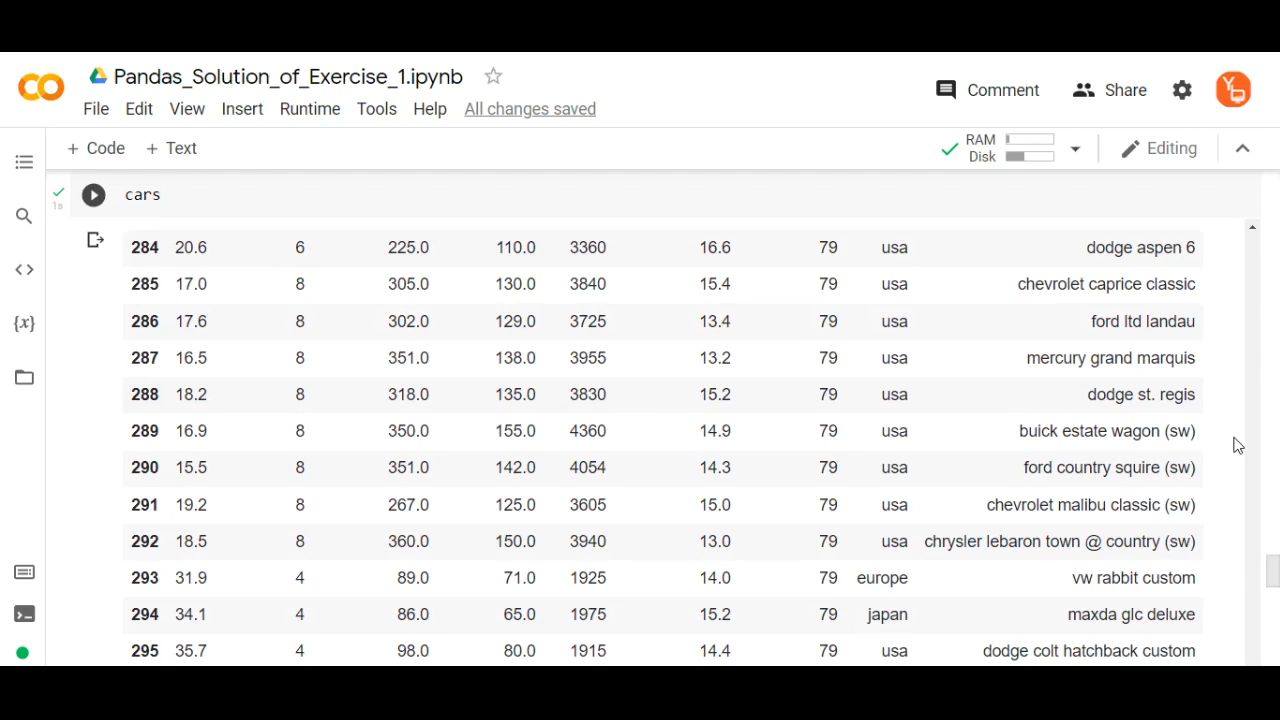 Pandas_Solution_of_Exercise_1.ipynb
Comment Share
File Edit View Insert Runtime Tools Help All changes saved
+ Code + Text RAM Disk Editing
{x}
1s cars
284 20.6 6 225.0 110.0 3360 16.6 79 usa dodge aspen 6
285 17.0 8 305.0 130.0 3840 15.4 79 usa chevrolet caprice classic
286 17.6 8 302.0 129.0 3725 13.4 79 usa ford ltd landau
287 16.5 8 351.0 138.0 3955 13.2 79 usa mercury grand marquis
288 18.2 8 318.0 135.0 3830 15.2 79 usa dodge st. regis
289 16.9 8 350.0 155.0 4360 14.9 79 usa buick estate wagon (sw)
290 15.5 8 351.0 142.0 4054 14.3 79 usa ford country squire (sw)
291 19.2 8 267.0 125.0 3605 15.0 79 usa chevrolet malibu classic (sw)
292 18.5 8 360.0 150.0 3940 13.0 79 usa chrysler lebaron town @ country (sw)
293 31.9 4 89.0 71.0 1925 14.0 79 europe vw rabbit custom
294 34.1 4 86.0 65.0 1975 15.2 79 japan maxda glc deluxe
295 35.7 4 98.0 80.0 1915 14.4 79 usa dodge colt hatchback custom